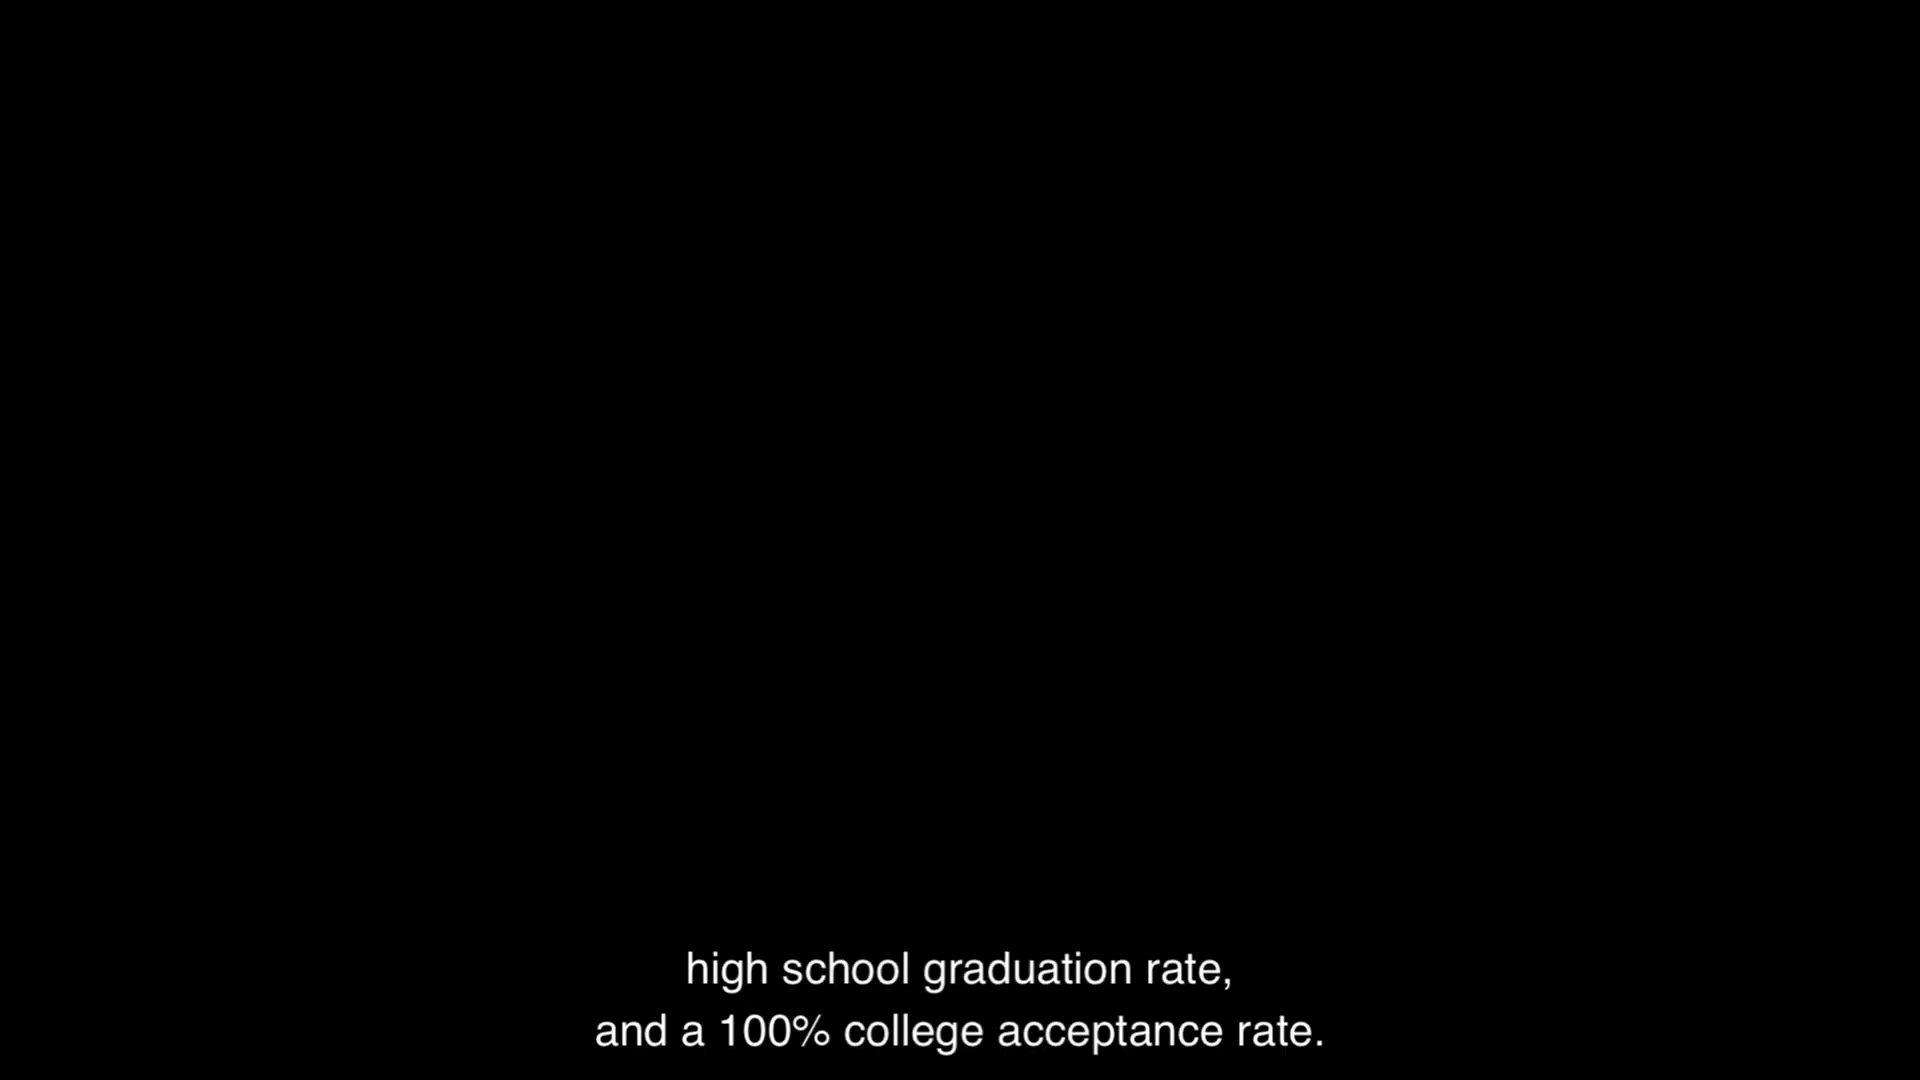 high school graduation rate,
and a 100% college acceptance rate.